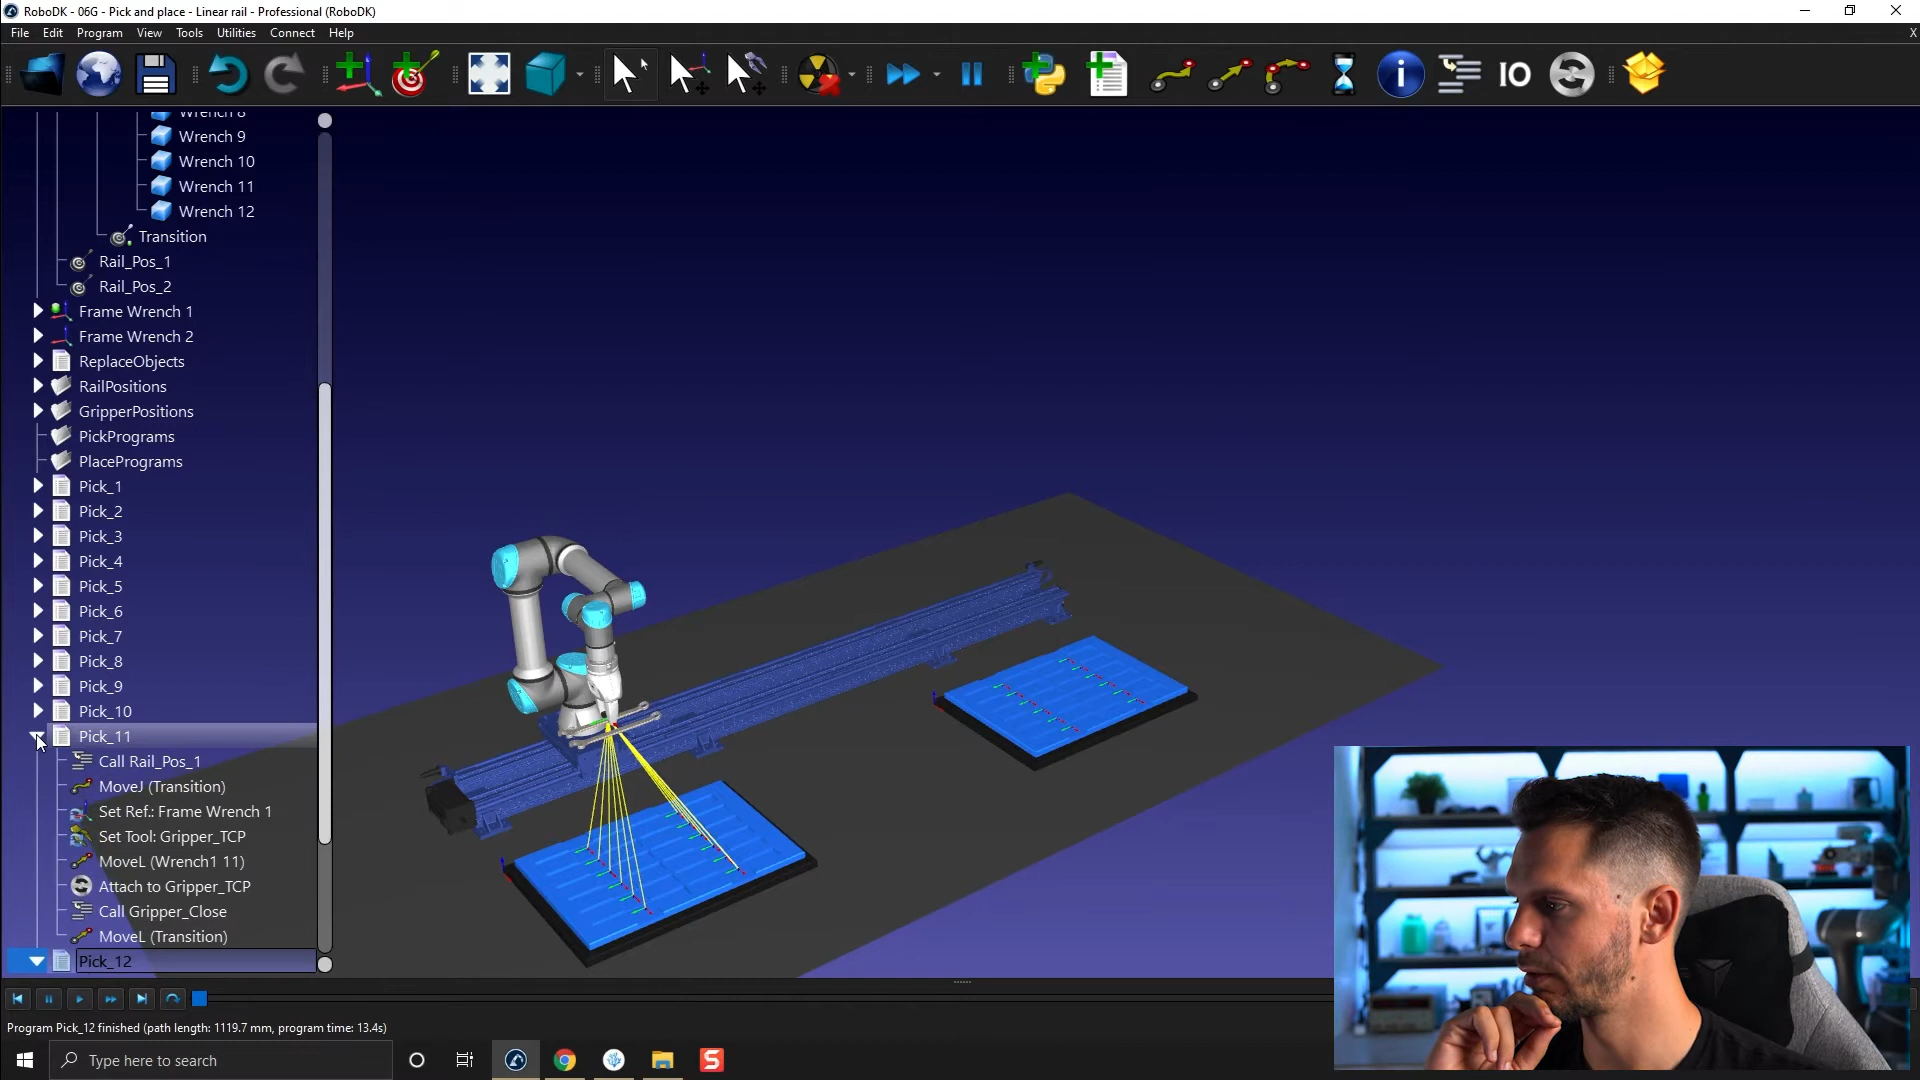 RoboDK - 06G - Pick and place - Linear rail - Professional (RoboDK)
File Edit Program View Tools Utilities Connect Help
X
IO
Wrench 8
Wrench 9
Wrench 10
Wrench 11
Wrench 12
Transition
Rail_Pos_1
Rail_Pos_2
Frame Wrench 1
Frame Wrench 2
ReplaceObjects
RailPositions
GripperPositions
PickPrograms
PlacePrograms
Pick_1
Pick_2
Pick_3
Pick_4
Pick_5
Pick_6
Pick_7
Pick_8
Pick_9
Pick_10
Pick_11
Call Rail_Pos_1
MoveJ (Transition)
Set Ref.: Frame Wrench 1
Set Tool: Gripper_TCP
MoveL (Wrench1 11)
Attach to Gripper_TCP
Call Gripper_Close
MoveL (Transition)
Pick_12
Program Pick_12 finished (path length: 1119.7 mm, program time: 13.4s)
Type here to search
S